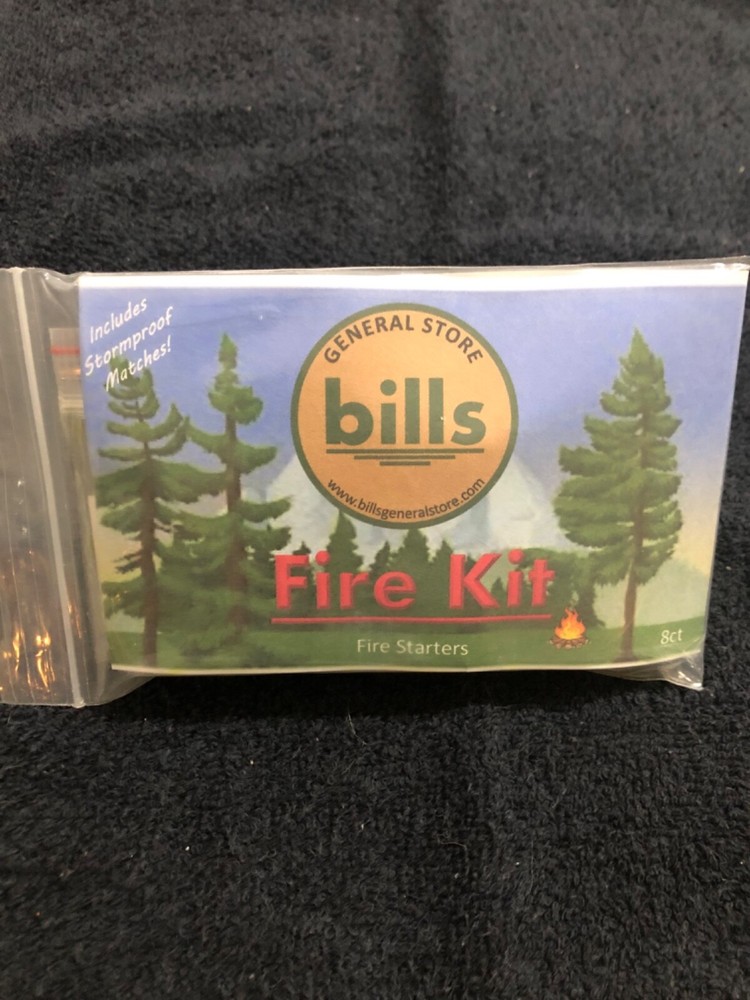 Includes
Stormproof
Matches!
GENERAL STORE
bills
www.billsgeneralstore.com
Fire Kit
Fire Starters
8ct